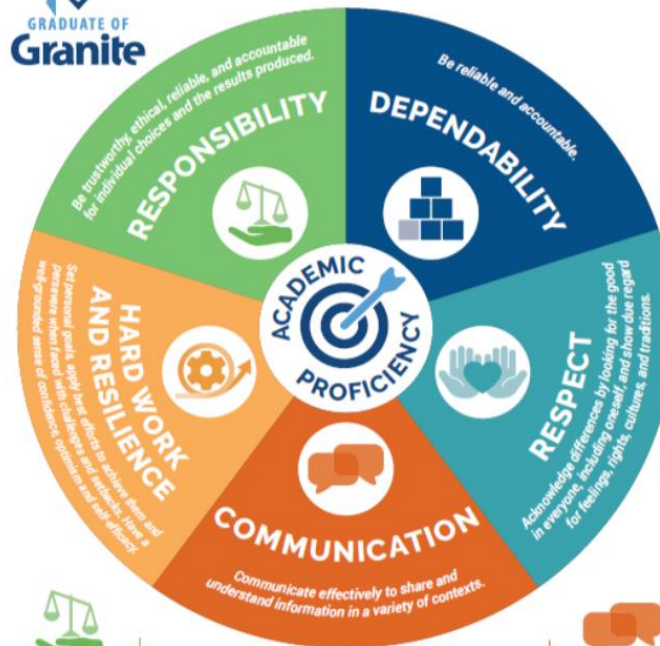 GRADUATE OF
Granite
RESPONSIBILITY
Be trustworthy, ethical, reliable, and accountable
for individual choices and the results produced.
DEPENDABILITY
Be reliable and accountable.
RESPECT
Acknowledge differences by looking for the good
in everyone, including oneself, and show due regard
for feelings, rights, cultures, and traditions.
COMMUNICATION
Communicate effectively to share and
understand information in a variety of contexts.
HARD WORK
AND RESILIENCE
Set personal goals, apply best efforts to achieve them and
persevere when faced with challenges and setbacks. Have a
well-grounded sense of confidence, optimism and self-efficacy.
ACADEMIC
PROFICIENCY